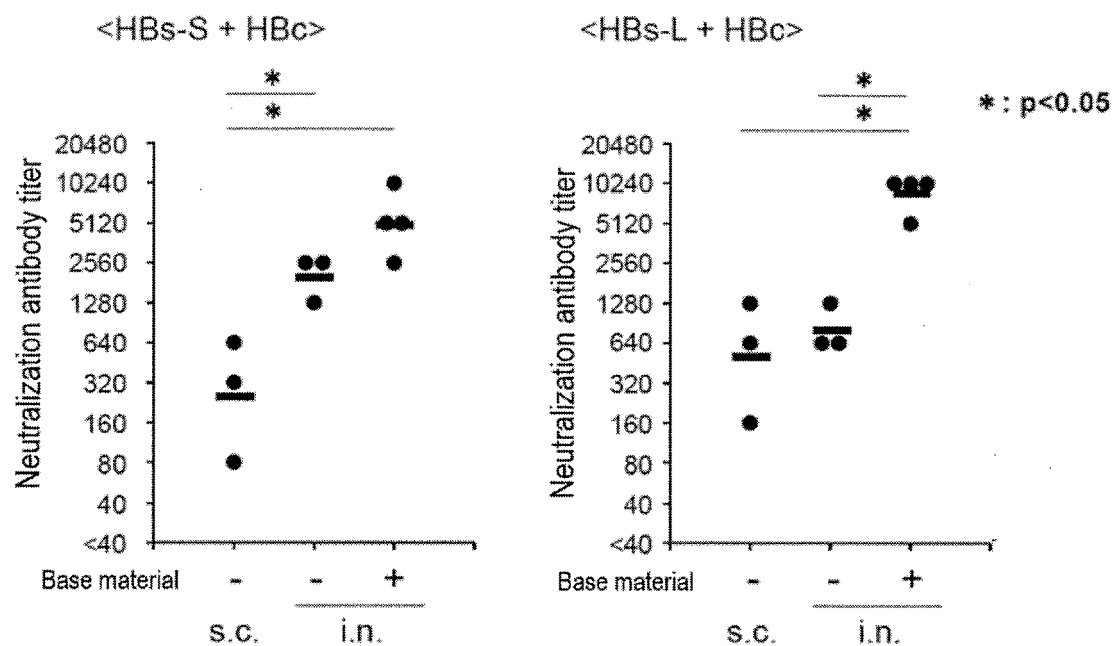 <HBs-S + HBc>
*
*
Neutralization antibody titer
20480
10240
5120
2560
1280
640
320
160
80
40
<40
Base material - - +
s.c. i.n.
<HBs-L + HBc>
*
*
* : p<0.05
Neutralization antibody titer
20480
10240
5120
2560
1280
640
320
160
80
40
<40
Base material - - +
s.c. i.n.